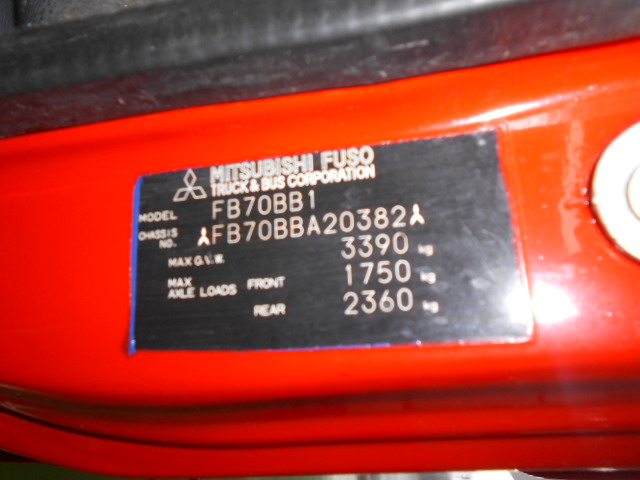 MITSUBISHI FUSO
TRUCK & BUS CORPORATION
MODEL FB70BB1
CHASSIS NO. FB70BBA20382
MAX G.V.W. 3390 kg
MAX AXLE LOADS FRONT 1750 kg
REAR 2360 kg